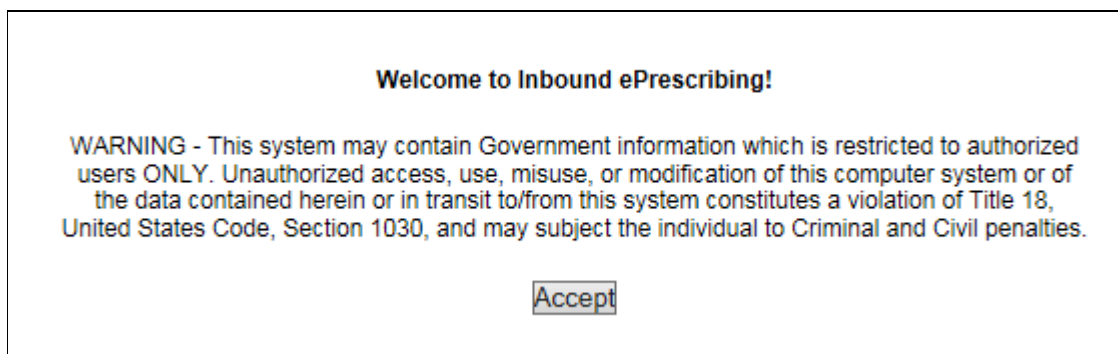 Welcome to Inbound ePrescribing!
WARNING - This system may contain Government information which is restricted to authorized
users ONLY. Unauthorized access, use, misuse, or modification of this computer system or of
the data contained herein or in transit to/from this system constitutes a violation of Title 18,
United States Code, Section 1030, and may subject the individual to Criminal and Civil penalties.
Accept